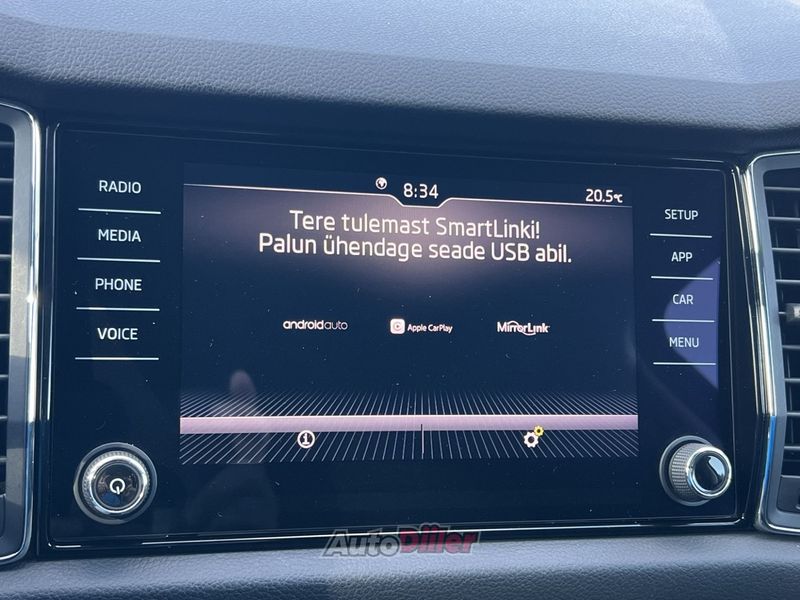 RADIO
MEDIA
PHONE
VOICE
8:34
20.5°C
Tere tulemast SmartLinki!
Palun ühendage seade USB abil.
androidauto
Apple CarPlay
MirrorLink
SETUP
APP
CAR
MENU
AutoDiiler